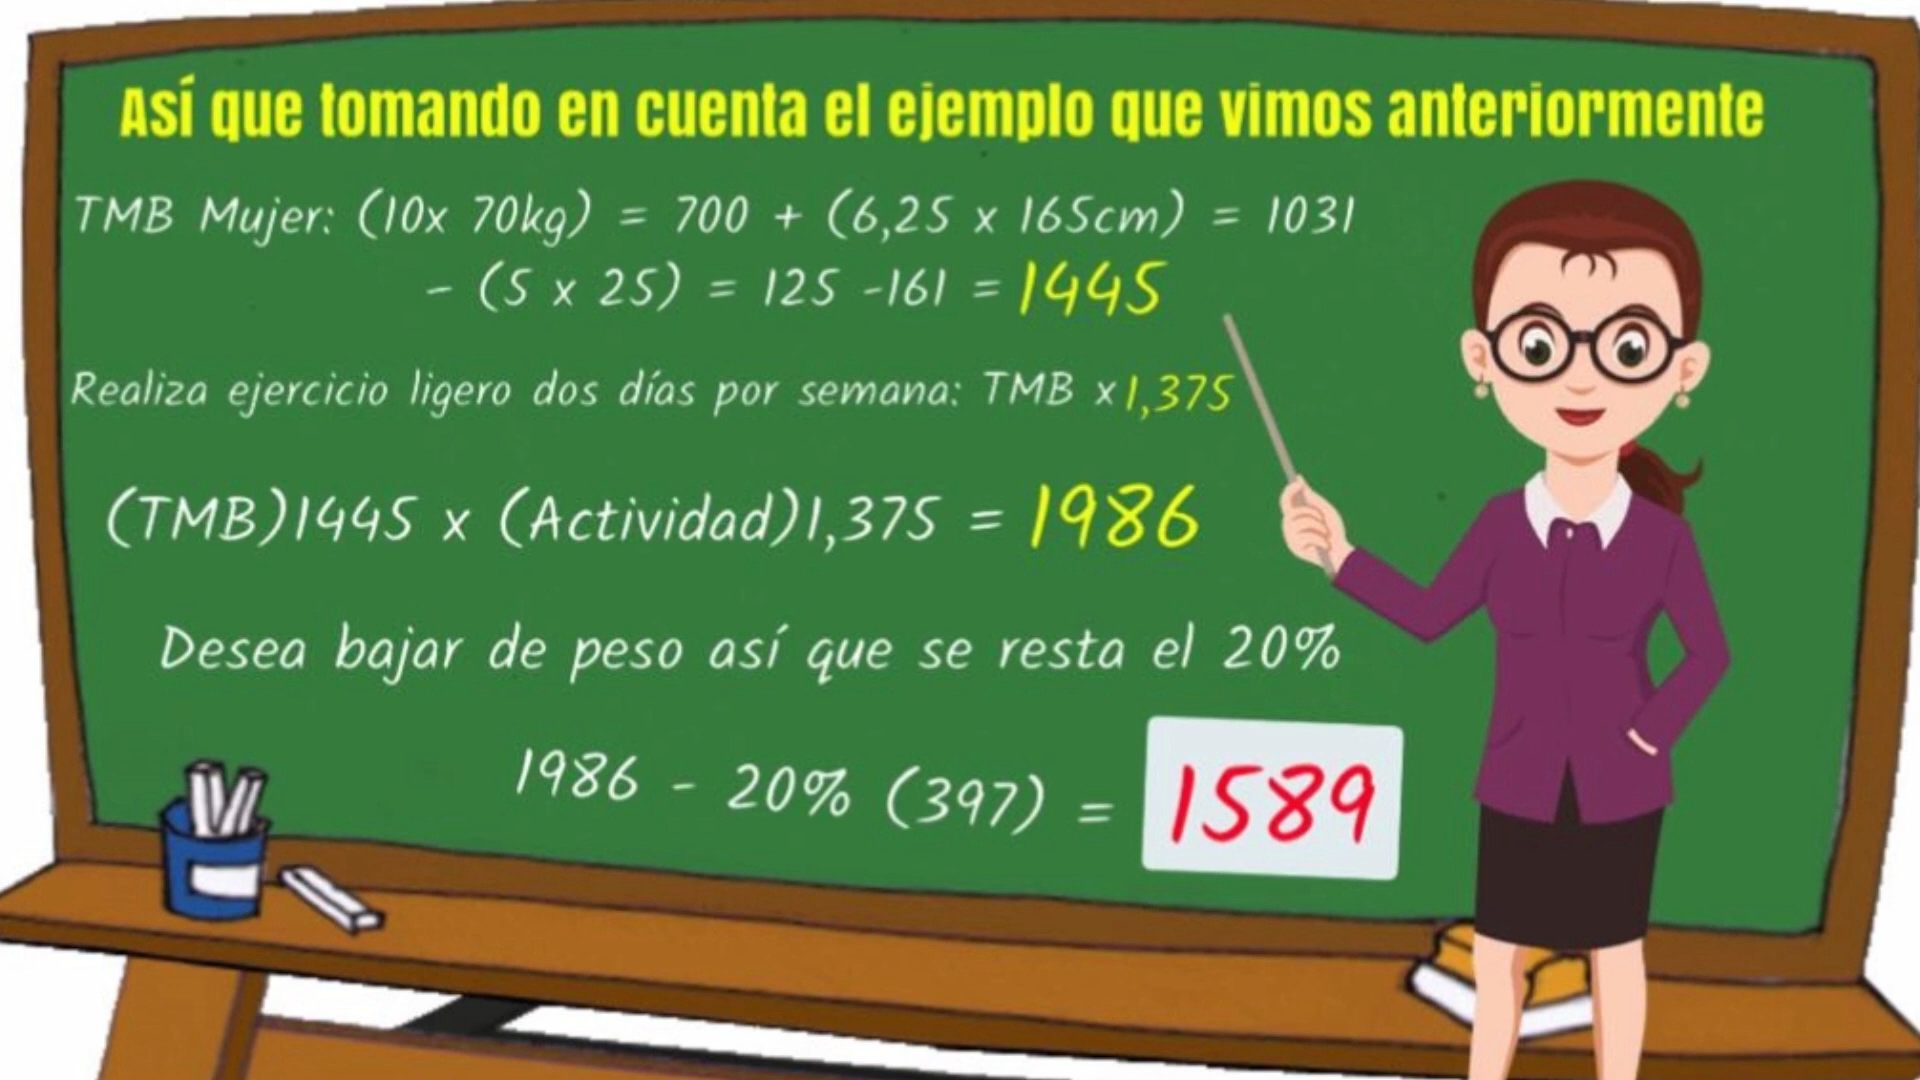 Así que tomando en cuenta el ejemplo que vimos anteriormente
TMB Mujer: (10x 70kg) = 700 + (6,25 x 165cm) = 1031
- (5 x 25) = 125 -161 = 1445
Realiza ejercicio ligero dos días por semana: TMB x 1,375
(TMB)1445 x (Actividad)1,375 = 1986
Desea bajar de peso así que se resta el 20%
1986 - 20% (397) = 1589